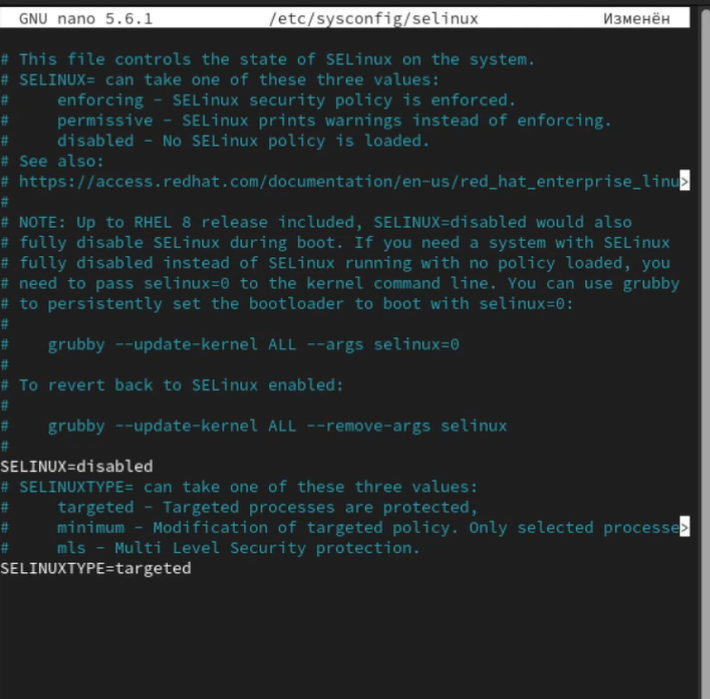 GNU nano 5.6.1 /etc/sysconfig/selinux Изменён
# This file controls the state of SELinux on the system.
# SELINUX= can take one of these three values:
#     enforcing - SELinux security policy is enforced.
#     permissive - SELinux prints warnings instead of enforcing.
#     disabled - No SELinux policy is loaded.
# See also:
# https://access.redhat.com/documentation/en-us/red_hat_enterprise_linu>
#
# NOTE: Up to RHEL 8 release included, SELINUX=disabled would also
# fully disable SELinux during boot. If you need a system with SELinux
# fully disabled instead of SELinux running with no policy loaded, you
# need to pass selinux=0 to the kernel command line. You can use grubby
# to persistently set the bootloader to boot with selinux=0:
#
#    grubby --update-kernel ALL --args selinux=0
#
# To revert back to SELinux enabled:
#
#    grubby --update-kernel ALL --remove-args selinux
#
SELINUX=disabled
# SELINUXTYPE= can take one of these three values:
#     targeted - Targeted processes are protected,
#     minimum - Modification of targeted policy. Only selected processe>
#     mls - Multi Level Security protection.
SELINUXTYPE=targeted